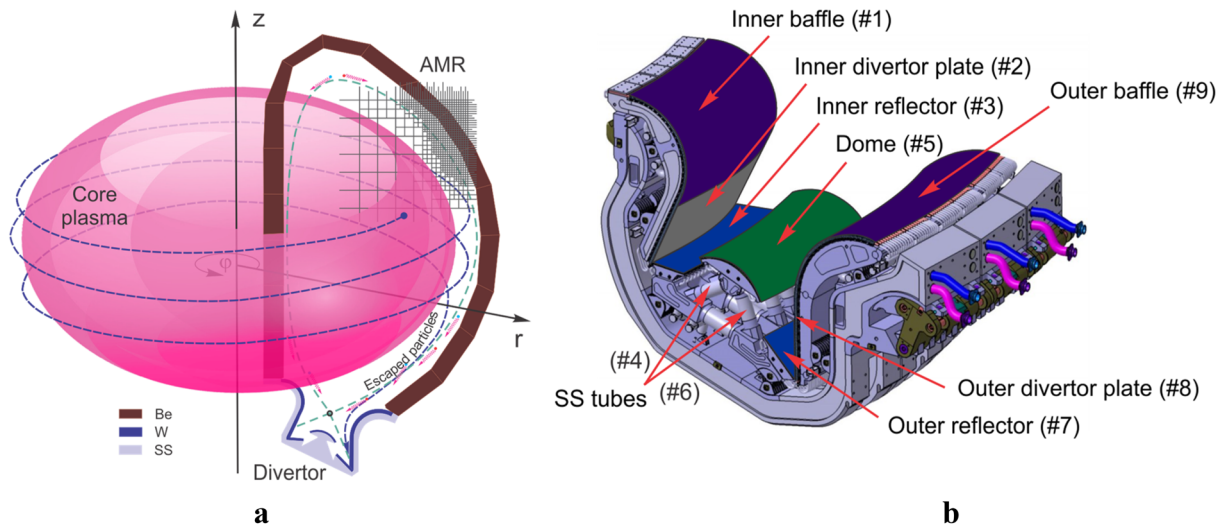 z
AMR
Core
plasma
φ
r
Escaped particles
Be
W
SS
Divertor
a
Inner baffle (#1)
Inner divertor plate (#2)
Inner reflector (#3)
Outer baffle (#9)
Dome (#5)
(#4)
(#6)
SS tubes
Outer divertor plate (#8)
Outer reflector (#7)
b